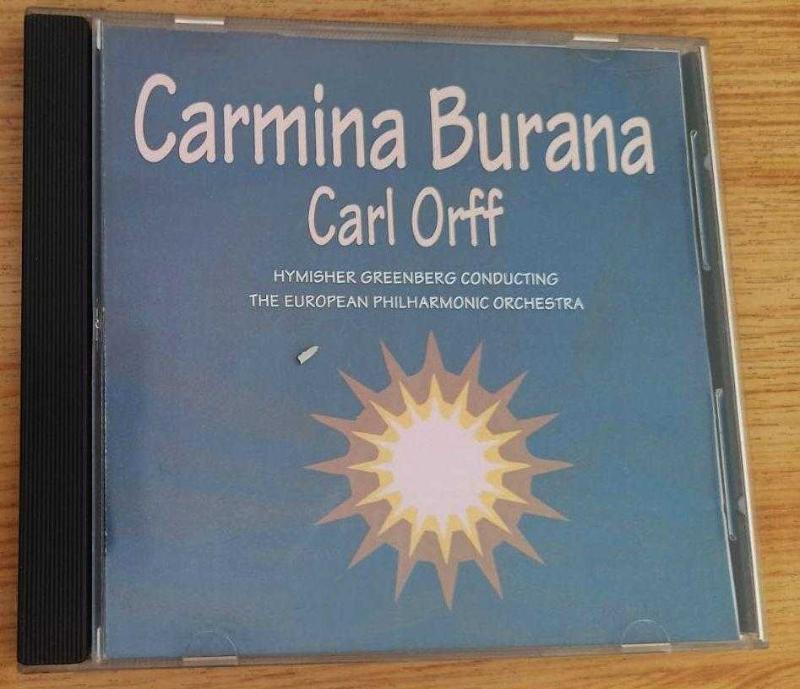 Carmina Burana
Carl Orff
HYMISHER GREENBERG CONDUCTING
THE EUROPEAN PHILHARMONIC ORCHESTRA